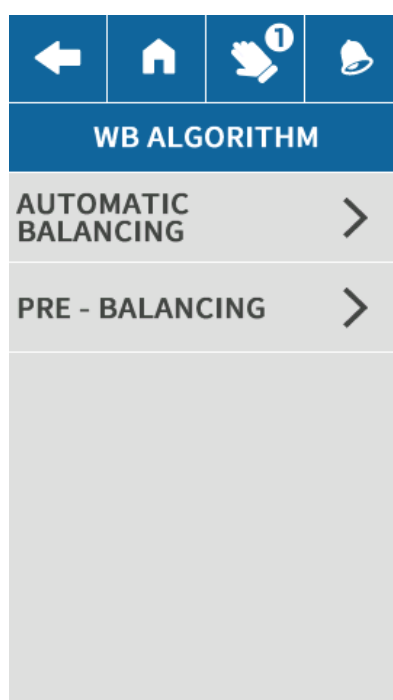 1
WB ALGORITHM
AUTOMATIC
BALANCING
PRE - BALANCING